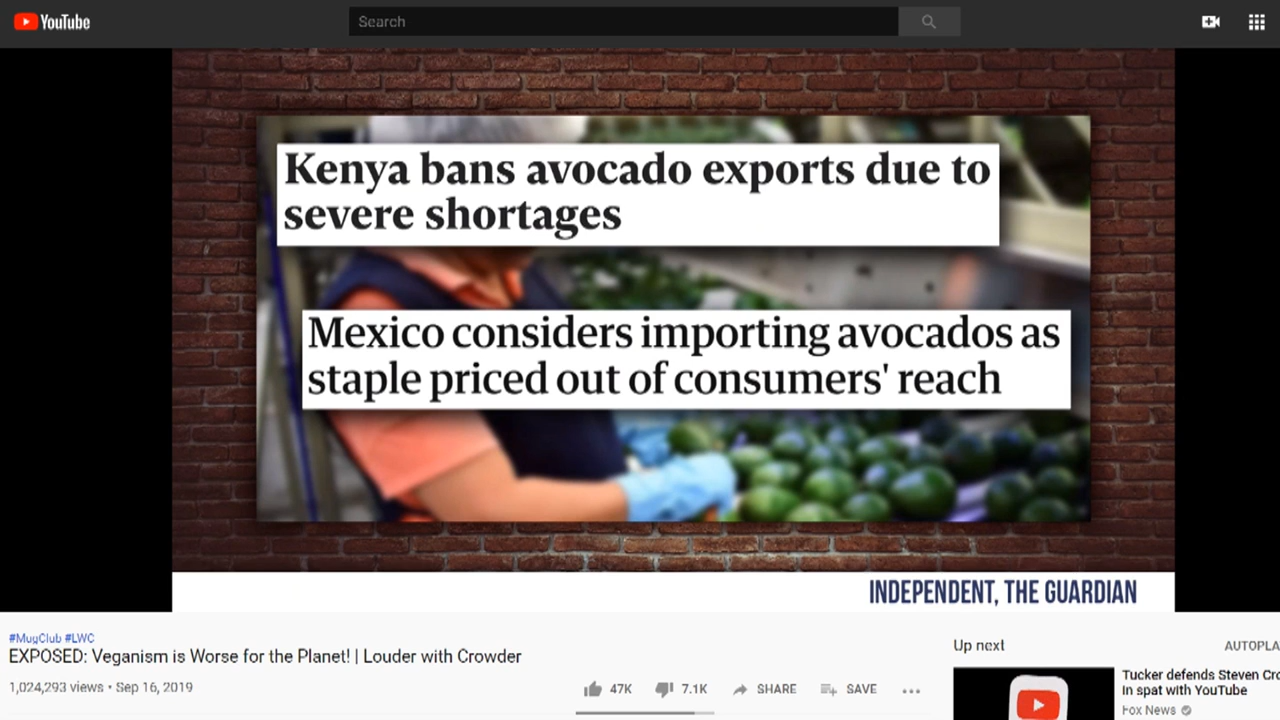 YouTube
Search
Kenya bans avocado exports due to
severe shortages
Mexico considers importing avocados as
staple priced out of consumers' reach
INDEPENDENT, THE GUARDIAN
#MugClub #LWC
EXPOSED: Veganism is Worse for the Planet! | Louder with Crowder
1,024,293 views • Sep 16, 2019
47K
7.1K
SHARE
SAVE
Up next
AUTOPLA
Tucker defends Steven Cro
In spat with YouTube
Fox News